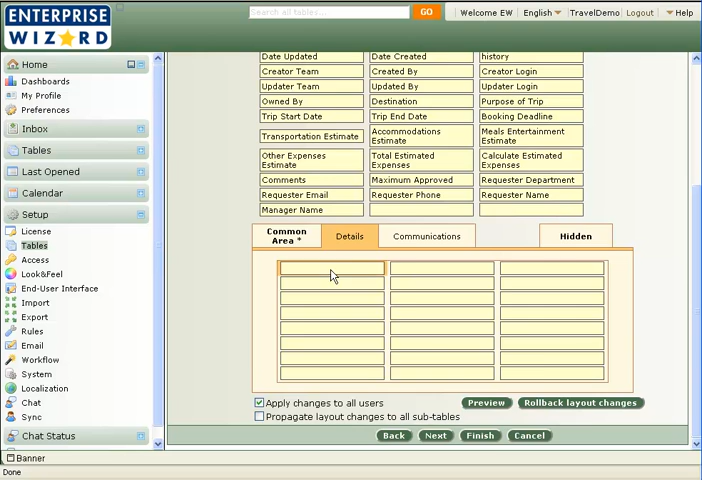 ENTERPRISE
WIZARD
Search all tables...
GO
Welcome EW
English
TravelDemo
Logout
Help
Home
Dashboards
My Profile
Preferences
Inbox
Tables
Last Opened
Calendar
Setup
License
Tables
Access
Look&Feel
End-User Interface
Import
Export
Rules
Email
Workflow
System
Localization
Chat
Sync
Chat Status
Banner
Done
Date Updated
Date Created
history
Creator Team
Created By
Creator Login
Updater Team
Updated By
Updater Login
Owned By
Destination
Purpose of Trip
Trip Start Date
Trip End Date
Booking Deadline
Transportation Estimate
Accommodations
Estimate
Meals Entertainment
Estimate
Other Expenses
Estimate
Total Estimated
Expenses
Calculate Estimated
Expenses
Comments
Maximum Approved
Requester Department
Requester Email
Requester Phone
Requester Name
Manager Name
Common
Area *
Details
Communications
Hidden
Apply changes to all users
Preview
Rollback layout changes
Propagate layout changes to all sub-tables
Back
Next
Finish
Cancel